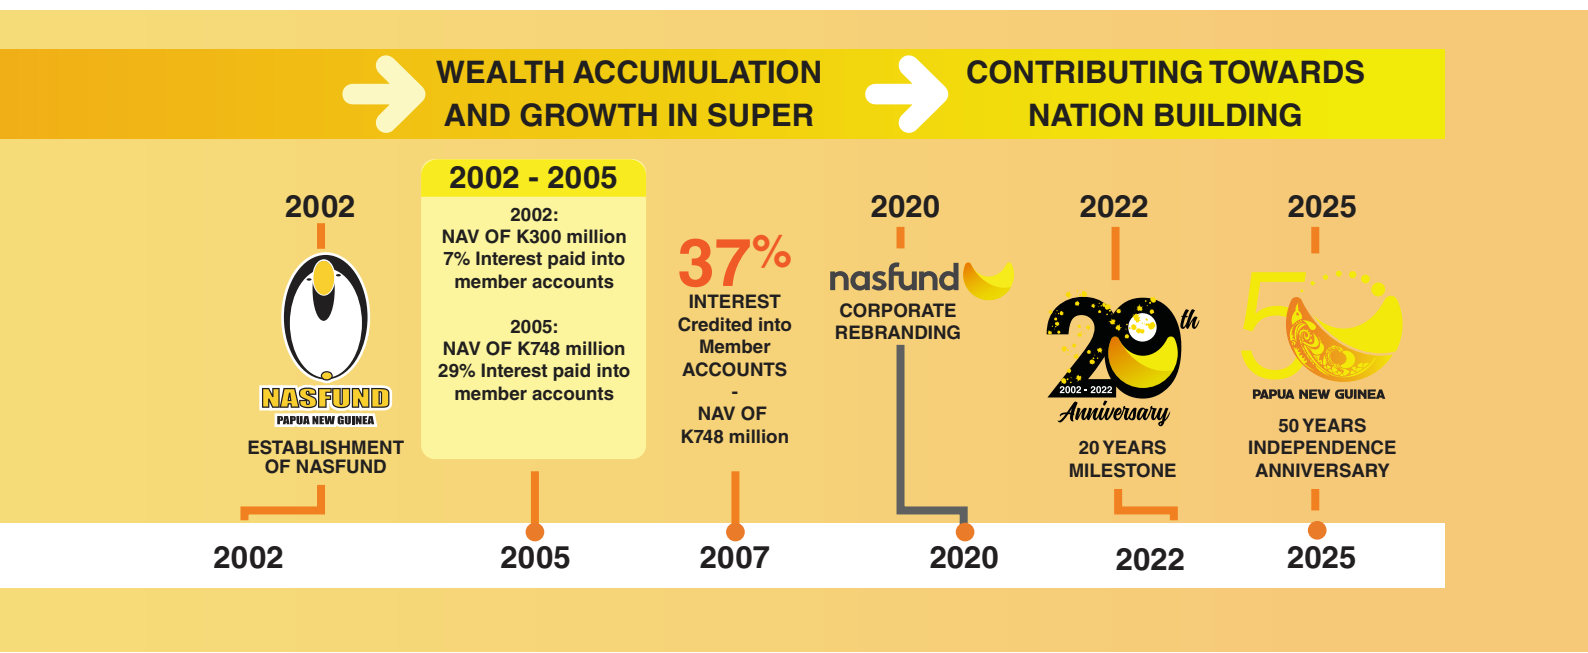 WEALTH ACCUMULATION
AND GROWTH IN SUPER
CONTRIBUTING TOWARDS
NATION BUILDING
2002
NASFUND
PAPUA NEW GUINEA
ESTABLISHMENT
OF NASFUND
2002 - 2005
2002:
NAV OF K300 million
7% Interest paid into
member accounts
2005:
NAV OF K748 million
29% Interest paid into
member accounts
37%
INTEREST
Credited into
Member
ACCOUNTS
-
NAV OF
K748 million
2020
nasfund
CORPORATE
REBRANDING
2022
20th
2002 - 2022
Anniversary
20 YEARS
MILESTONE
2025
50
PAPUA NEW GUINEA
50 YEARS
INDEPENDENCE
ANNIVERSARY
2002
2005
2007
2020
2022
2025